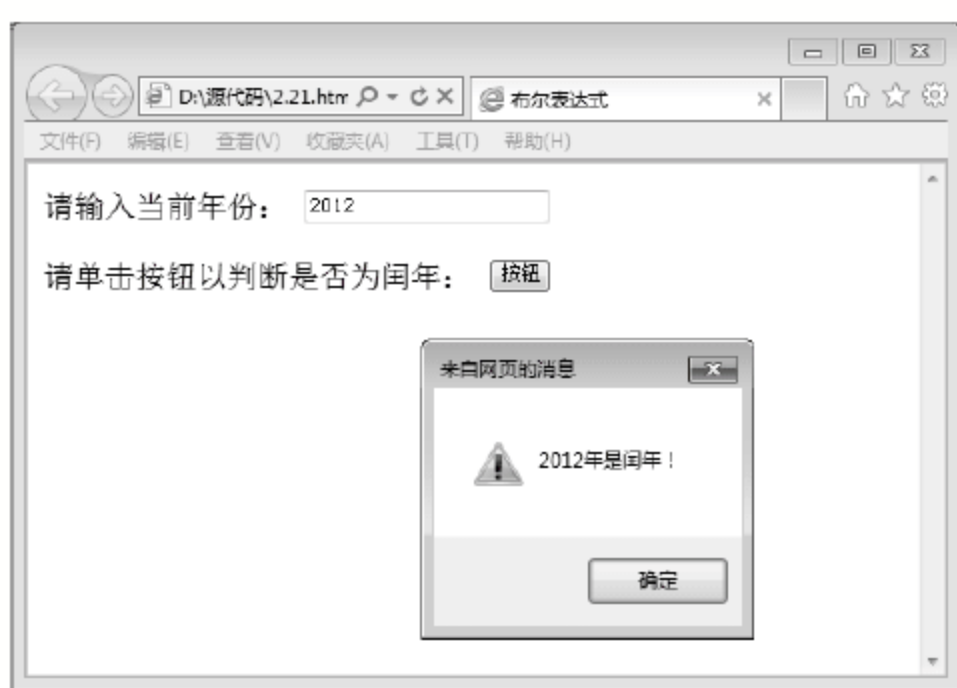 D:\源代码\2.21.htm 布尔表达式
文件(F) 编辑(E) 查看(V) 收藏夹(A) 工具(T) 帮助(H)
请输入当前年份： 2012
请单击按钮以判断是否为闰年： 按钮
来自网页的消息
2012年是闰年！
确定